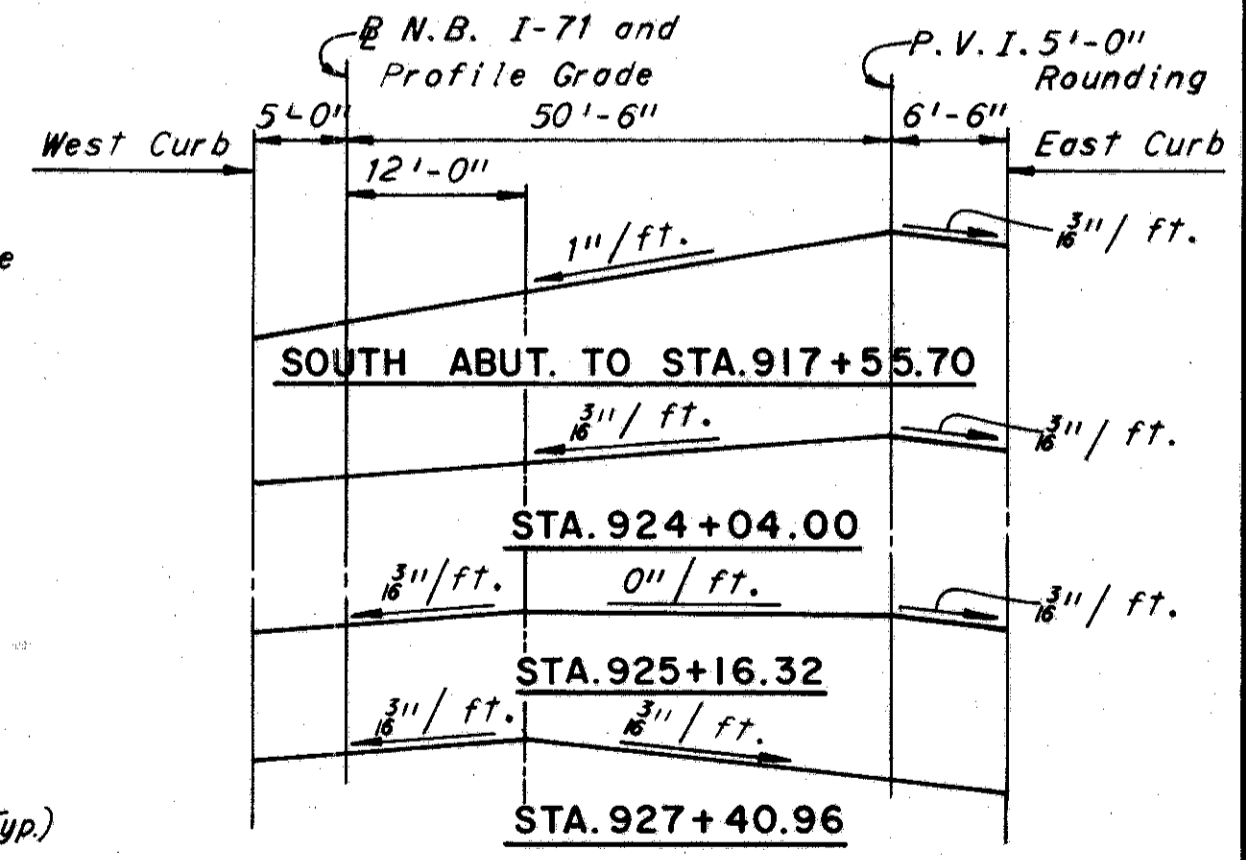 ℄ N.B. I-71 and
Profile Grade
P.V.I. 5'-0"
Rounding
5'-0"
50'-6"
6'-6"
West Curb
East Curb
12'-0"
e
1"/ft.
3/16"/ ft.
SOUTH ABUT. TO STA.917+55.70
3/16"/ ft.
3/16"/ ft.
STA.924+04.00
3/16"/ft.
0"/ft.
3/16"/ ft.
STA.925+16.32
3/16"/ ft.
3/16"/ ft.
STA.927+40.96
yp.)